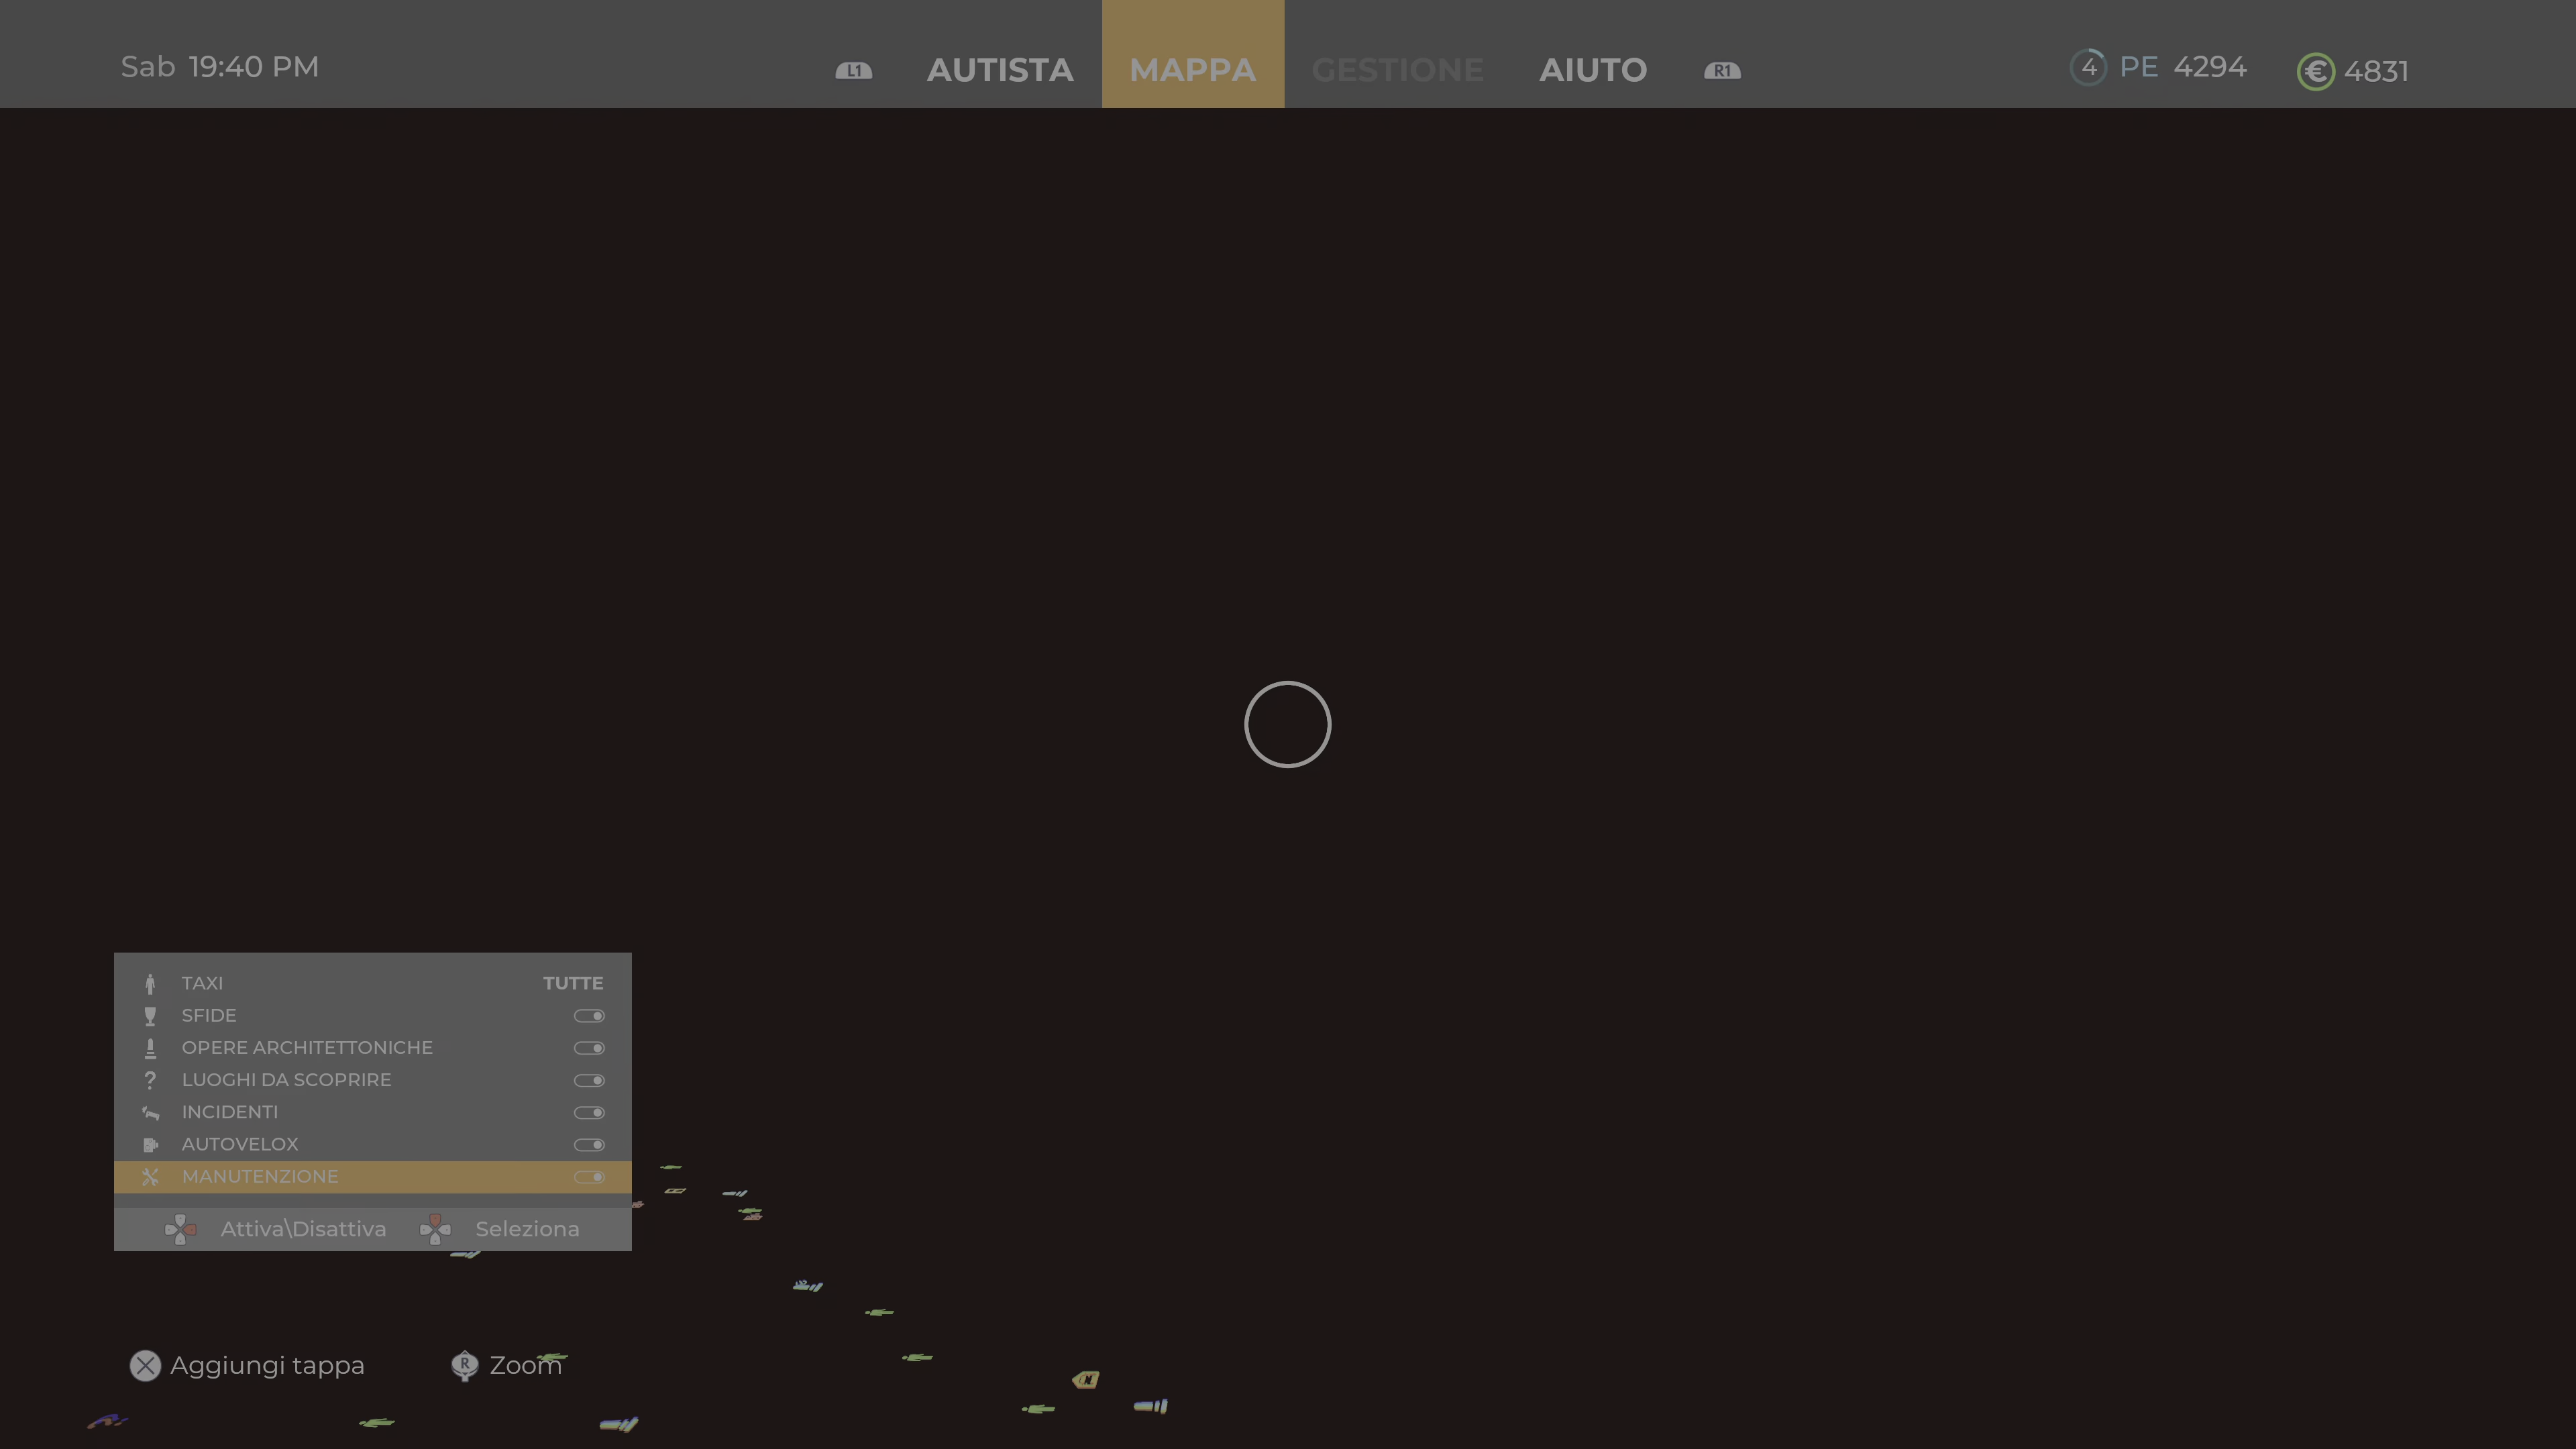 Sab 19:40 PM
L1 AUTISTA MAPPA GESTIONE AIUTO R1
4 PE 4294 € 4831
TAXI TUTTE
SFIDE
OPERE ARCHITETTONICHE
? LUOGHI DA SCOPRIRE
INCIDENTI
AUTOVELOX
MANUTENZIONE
Attiva\Disattiva Seleziona
Aggiungi tappa R Zoom